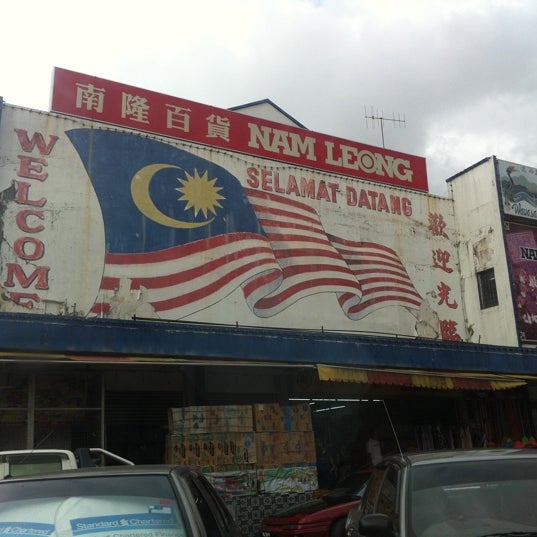 南隆百貨 NAM LEONG
WELCOME
SELAMAT DATANG
歡迎光臨
Standard
Chartered